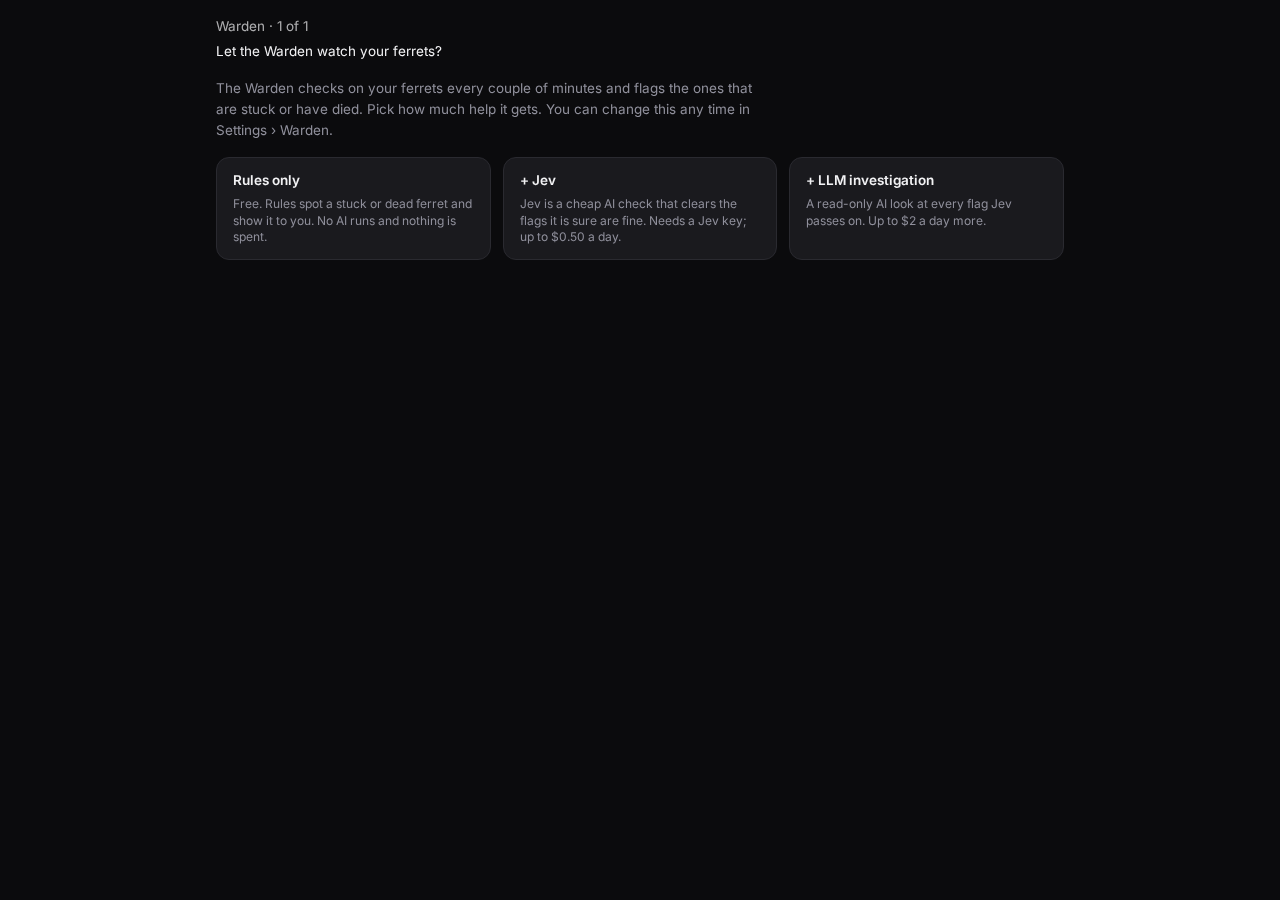 Warden · 1 of 1
Let the Warden watch your ferrets?
The Warden checks on your ferrets every couple of minutes and flags the ones that
are stuck or have died. Pick how much help it gets. You can change this any time in
Settings › Warden.
Rules only
Free. Rules spot a stuck or dead ferret and
show it to you. No AI runs and nothing is
spent.
+ Jev
Jev is a cheap AI check that clears the
flags it is sure are fine. Needs a Jev key;
up to $0.50 a day.
+ LLM investigation
A read-only AI look at every flag Jev
passes on. Up to $2 a day more.